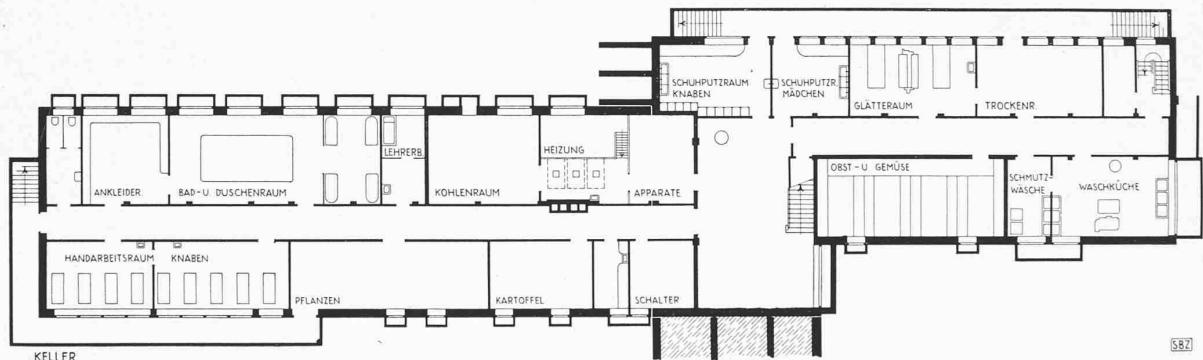 SCHUHPUTZRAUM
KNABEN
SCHUHPUTZR.
MÄDCHEN
GLÄTTERAUM
TROCKENR.
ANKLEIDER.
BAD- U. DUSCHENRAUM
LEHRERB.
KOHLENRAUM
HEIZUNG
APPARATE
OBST- U GEMÜSE
SCHMUTZ-
WÄSCHE
WASCHKÜCHE
HANDARBEITSRAUM KNABEN
PFLANZEN
KARTOFFEL
SCHALTER
KELLER
SBZ